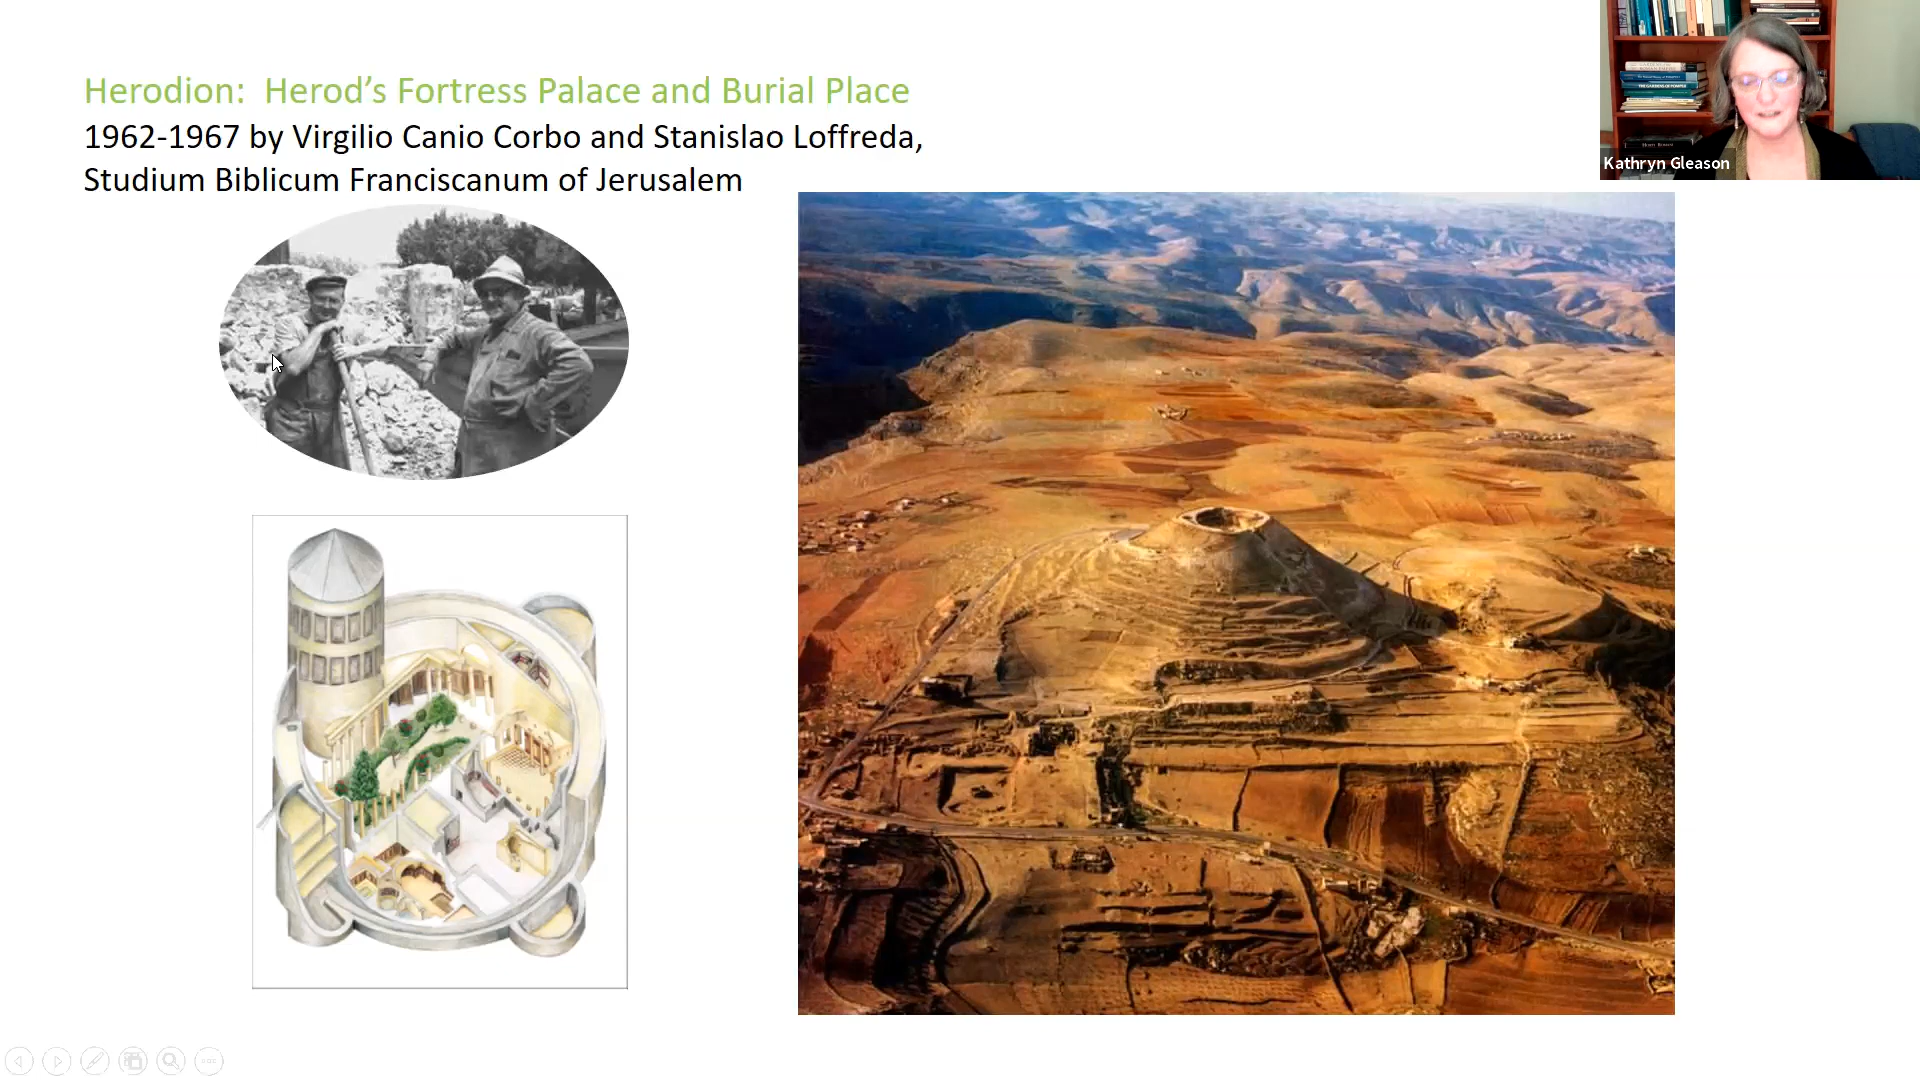 Herodion:  Herod's Fortress Palace and Burial Place
1962-1967 by Virgilio Canio Corbo and Stanislao Loffreda,
Studium Biblicum Franciscanum of Jerusalem
Kathryn Gleason